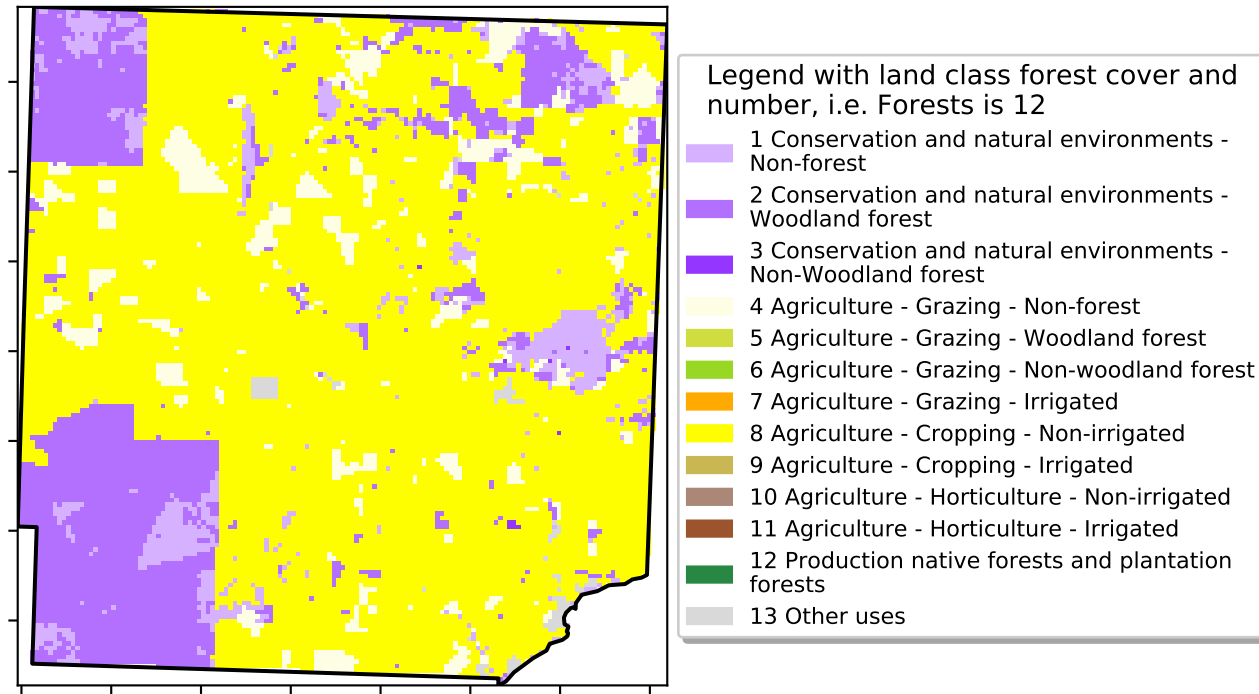 Legend with land class forest cover and
number, i.e. Forests is 12
1 Conservation and natural environments -
Non-forest
2 Conservation and natural environments -
Woodland forest
3 Conservation and natural environments -
Non-Woodland forest
4 Agriculture - Grazing - Non-forest
5 Agriculture - Grazing - Woodland forest
6 Agriculture - Grazing - Non-woodland forest
7 Agriculture - Grazing - Irrigated
8 Agriculture - Cropping - Non-irrigated
9 Agriculture - Cropping - Irrigated
10 Agriculture - Horticulture - Non-irrigated
11 Agriculture - Horticulture - Irrigated
12 Production native forests and plantation
forests
13 Other uses